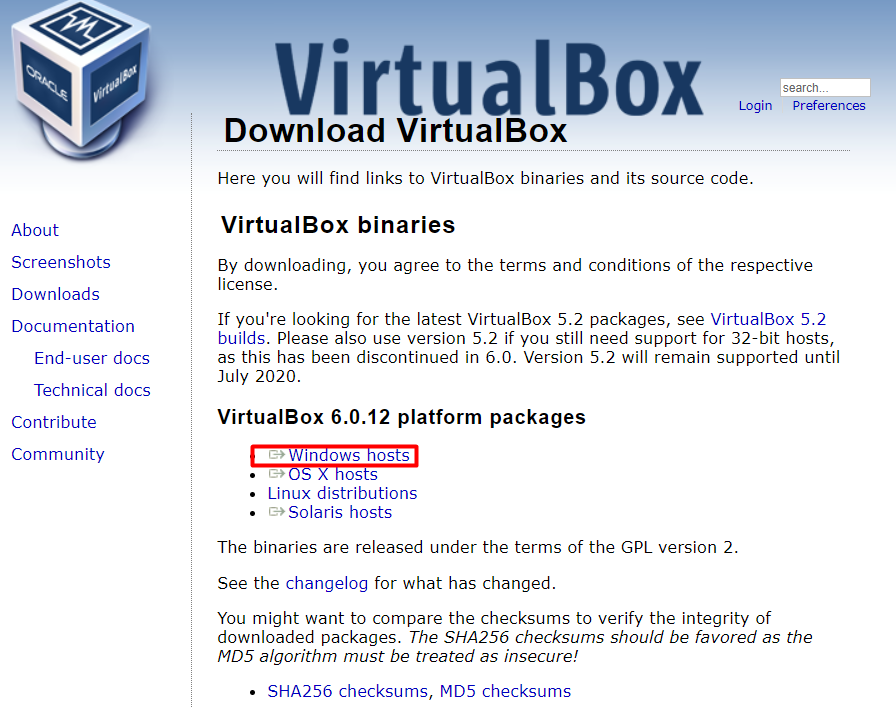 ORACLE
VirtualBox
VirtualBox
search...
Login Preferences
Download VirtualBox
Here you will find links to VirtualBox binaries and its source code.
About
Screenshots
Downloads
Documentation
End-user docs
Technical docs
Contribute
Community
VirtualBox binaries
By downloading, you agree to the terms and conditions of the respective
license.
If you're looking for the latest VirtualBox 5.2 packages, see VirtualBox 5.2
builds. Please also use version 5.2 if you still need support for 32-bit hosts,
as this has been discontinued in 6.0. Version 5.2 will remain supported until
July 2020.
VirtualBox 6.0.12 platform packages
Windows hosts
OS X hosts
Linux distributions
Solaris hosts
The binaries are released under the terms of the GPL version 2.
See the changelog for what has changed.
You might want to compare the checksums to verify the integrity of
downloaded packages. The SHA256 checksums should be favored as the
MD5 algorithm must be treated as insecure!
SHA256 checksums, MD5 checksums